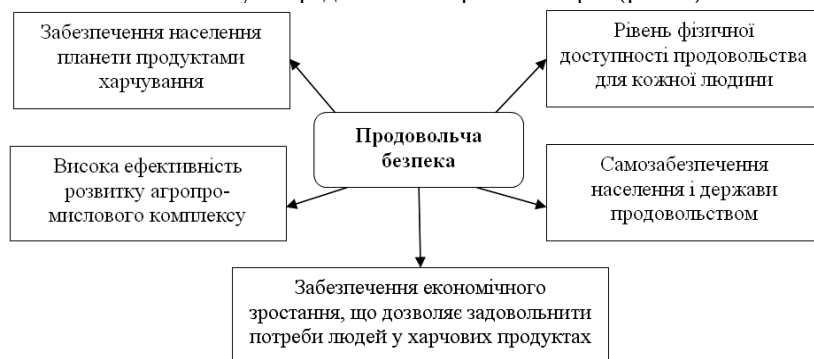 Забезпечення населення
планети продуктами
харчування
Рівень фізичної
доступності продовольства
для кожної людини
Продовольча
безпека
Висока ефективність
розвитку агропро-
мислового комплексу
Самозабезпечення
населення і держави
продовольством
Забезпечення економічного
зростання, що дозволяє задовольнити
потреби людей у харчових продуктах